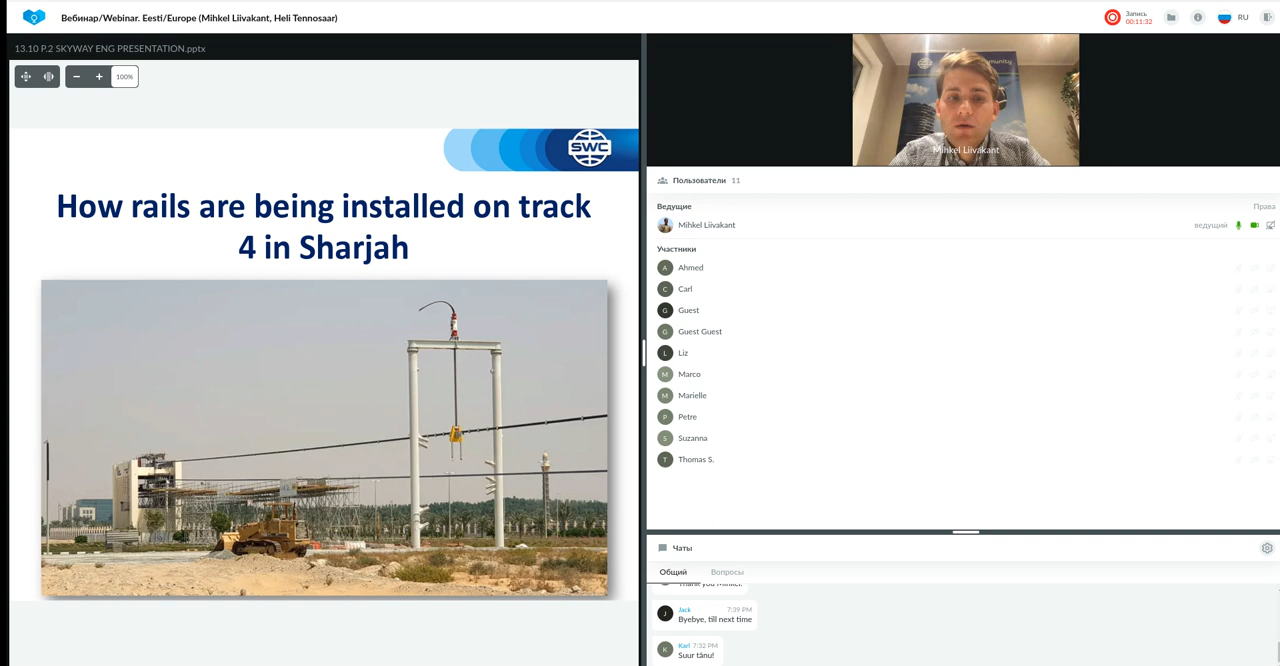 Вебинар/Webinar. Eesti/Europe (Mihkel Liivakant, Heli Tennosaar)
Запись
00:11:32
RU
13.10 P.2 SKYWAY ENG PRESENTATION.pptx
100%
SWC
How rails are being installed on track
4 in Sharjah
Mihkel Liivakant
Пользователи 11
Ведущие
Права
Mihkel Liivakant
ведущий
Участники
A Ahmed
C Carl
G Guest
G Guest Guest
L Liz
M Marco
M Marielle
P Petre
S Suzanna
T Thomas S.
Чаты
Общий
Вопросы
Thank you Mihkel.
J Jack 7:39 PM
Byebye, till next time
K Karl 7:32 PM
Suur tänu!